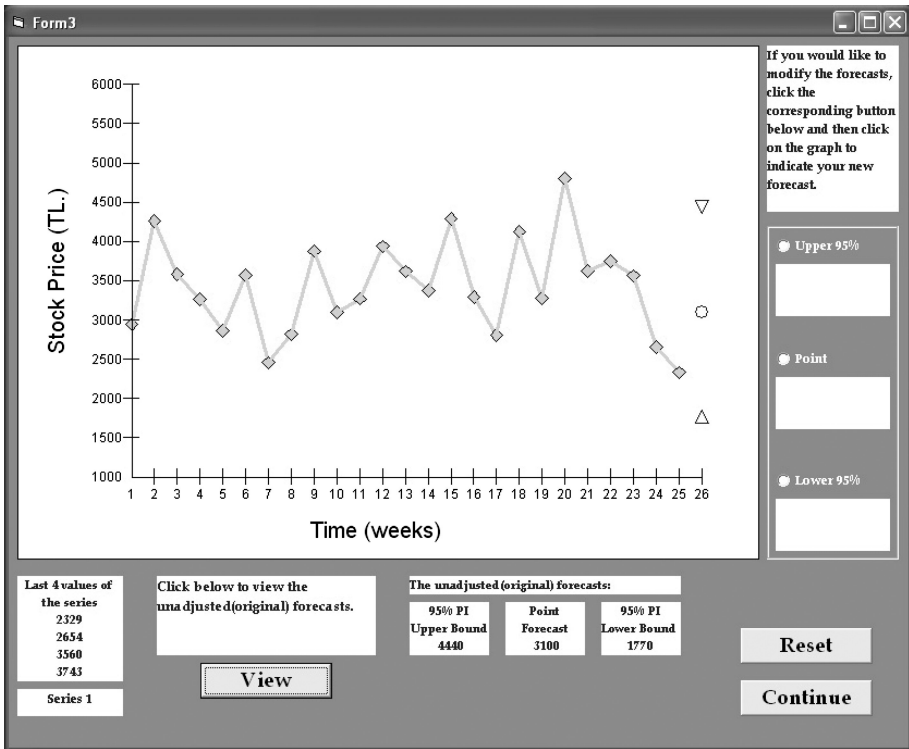 Form3
If you would like to
modify the forecasts,
click the
corresponding button
below and then click
on the graph to
indicate your new
forecast.
Stock Price (TL.)
6000
5500
5000
4500
4000
3500
3000
2500
2000
1500
1000
1 2 3 4 5 6 7 8 9 10 11 12 13 14 15 16 17 18 19 20 21 22 23 24 25 26
Time (weeks)
Upper 95%
Point
Lower 95%
Last 4 values of
the series
2329
2654
3560
3743
Series 1
Click below to view the
unadjusted(original) forecasts.
View
The unadjusted(original) forecasts:
95% PI
Upper Bound
4440
Point
Forecast
3100
95% PI
Lower Bound
1770
Reset
Continue